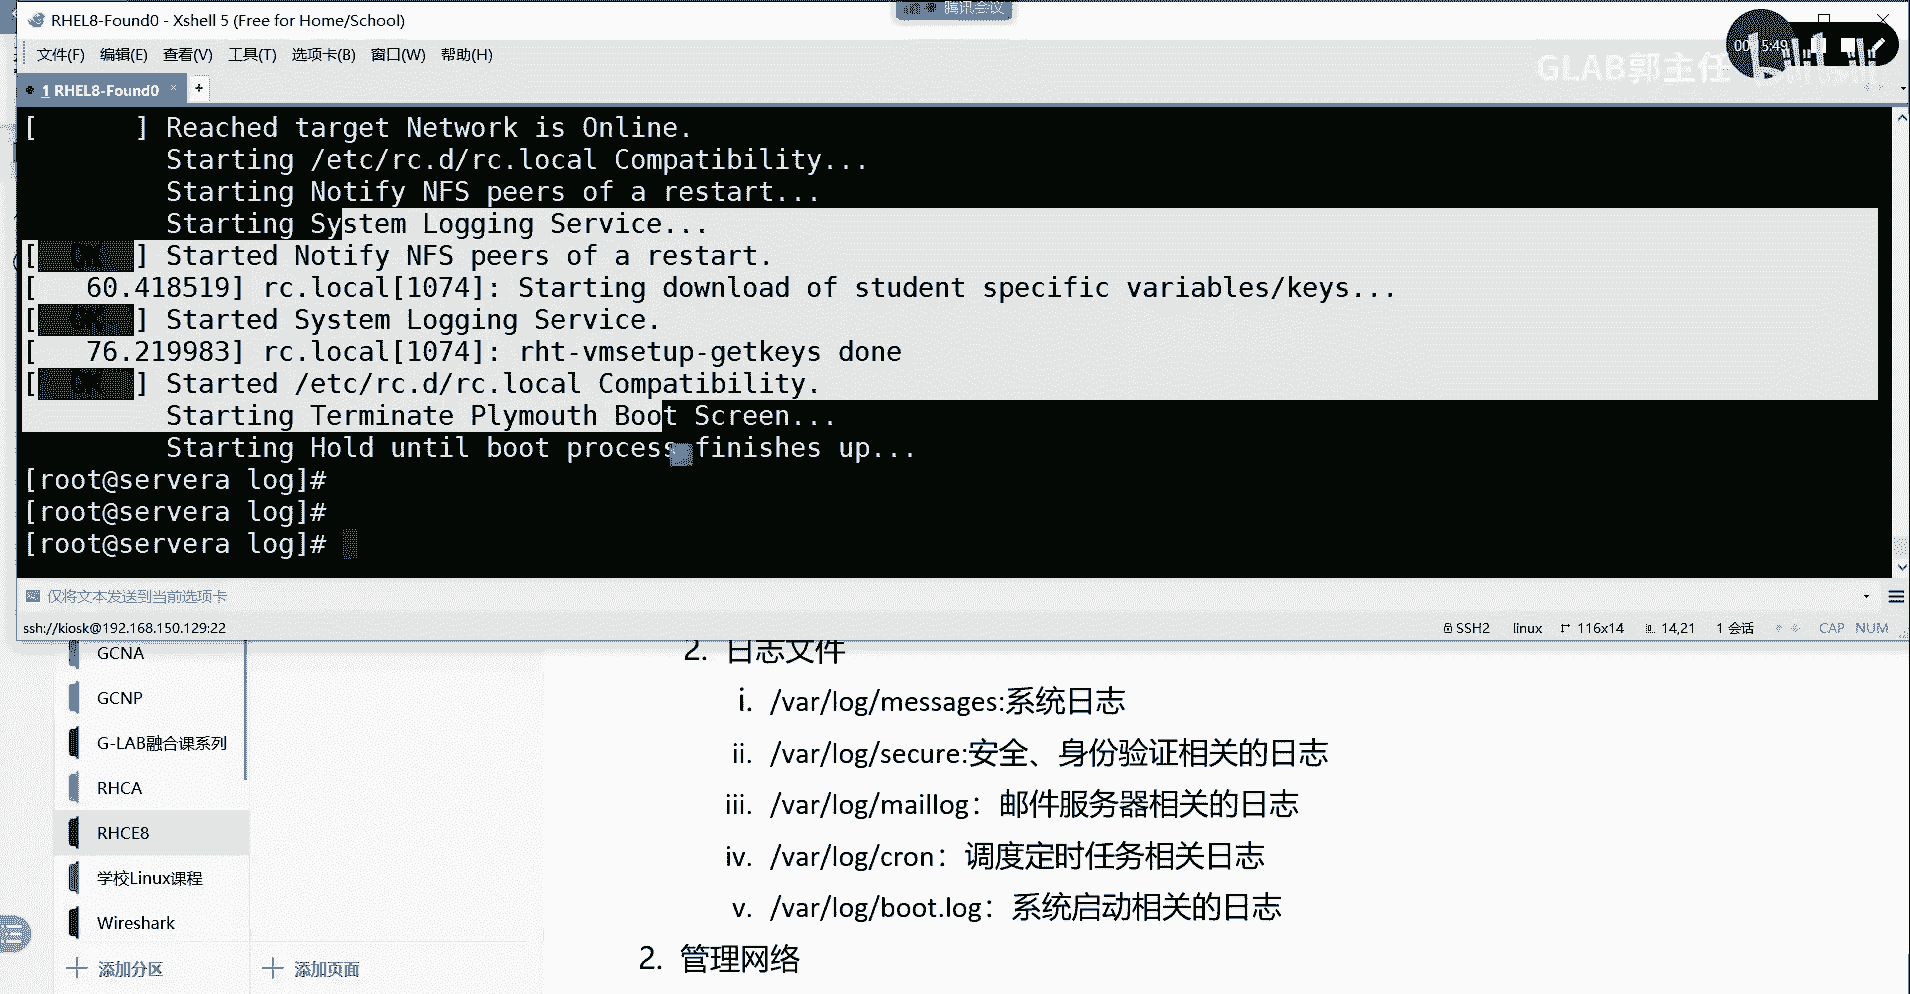 RHEL8-Found0 - Xshell 5 (Free for Home/School)
腾讯会议
文件(F) 编辑(E) 查看(V) 工具(T) 选项卡(B) 窗口(W) 帮助(H)
GLAB郭主任
1 RHEL8-Found0
[ ] Reached target Network is Online.
Starting /etc/rc.d/rc.local Compatibility...
Starting Notify NFS peers of a restart...
Starting System Logging Service...
[ OK ] Started Notify NFS peers of a restart.
[ 60.418519] rc.local[1074]: Starting download of student specific variables/keys...
[ OK ] Started System Logging Service.
[ 76.219983] rc.local[1074]: rht-vmsetup-getkeys done
[ OK ] Started /etc/rc.d/rc.local Compatibility.
Starting Terminate Plymouth Boot Screen...
Starting Hold until boot process finishes up...
[root@servera log]#
[root@servera log]#
[root@servera log]#
仅将文本发送到当前选项卡
ssh://kiosk@192.168.150.129:22 SSH2 linux 116x14 14,21 1 会话 CAP NUM
GCNA
GCNP
G-LAB融合课系列
RHCA
RHCE8
学校Linux课程
Wireshark
添加分区 添加页面
2. 日志文件
i. /var/log/messages:系统日志
ii. /var/log/secure:安全、身份验证相关的日志
iii. /var/log/maillog：邮件服务器相关的日志
iv. /var/log/cron：调度定时任务相关日志
v. /var/log/boot.log：系统启动相关的日志
2. 管理网络